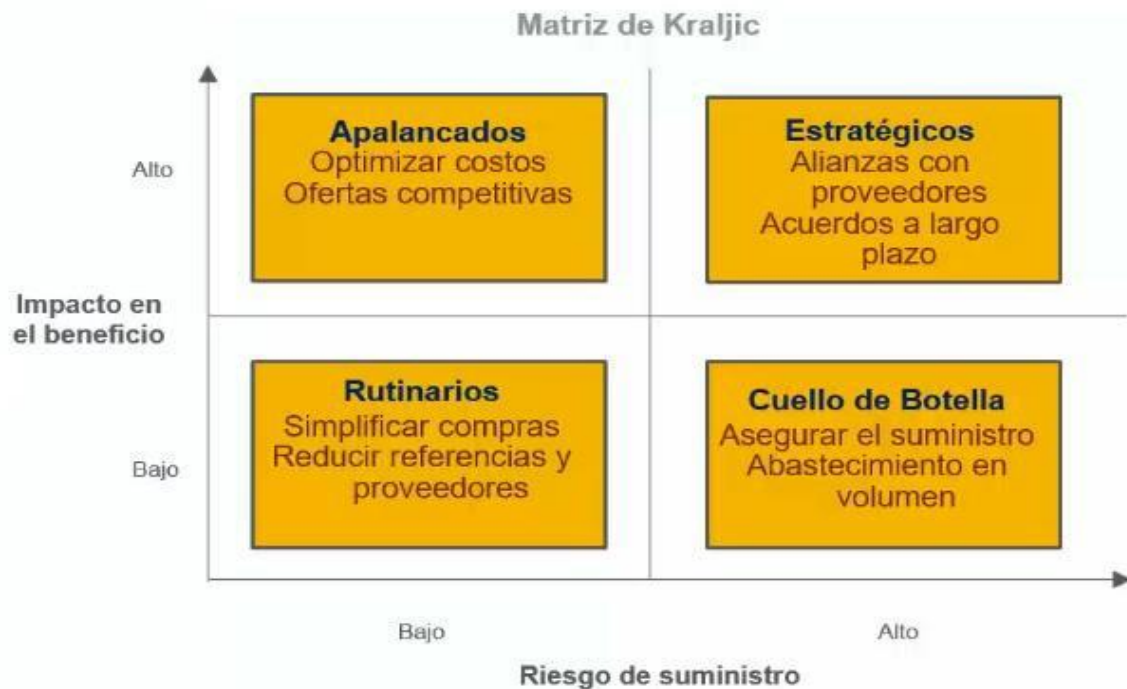 Matriz de Kraljic
Alto
Apalancados
Optimizar costos
Ofertas competitivas
Estratégicos
Alianzas con
proveedores
Acuerdos a largo
plazo
Impacto en
el beneficio
Bajo
Rutinarios
Simplificar compras
Reducir referencias y
proveedores
Cuello de Botella
Asegurar el suministro
Abastecimiento en
volumen
Bajo
Alto
Riesgo de suministro